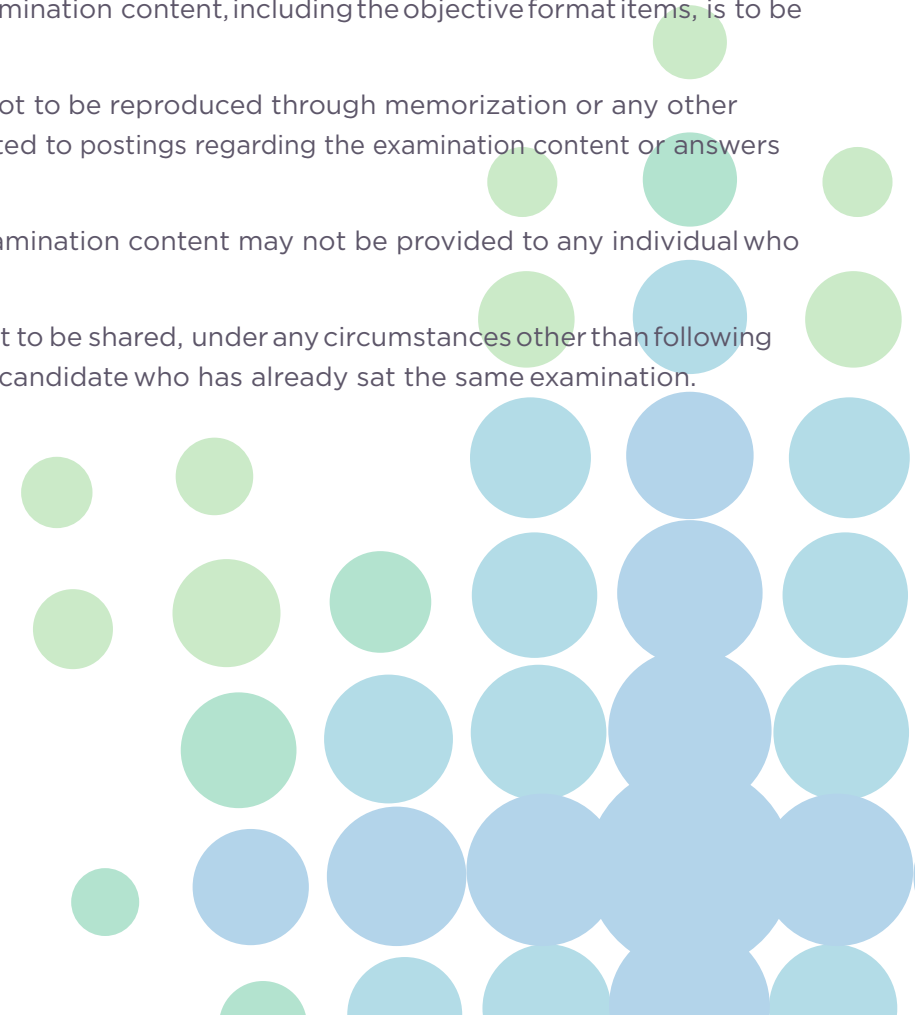 mination content, including the objective format items, is to be
ot to be reproduced through memorization or any other
ted to postings regarding the examination content or answers
amination content may not be provided to any individual who
t to be shared, under any circumstances other than following
candidate who has already sat the same examination.